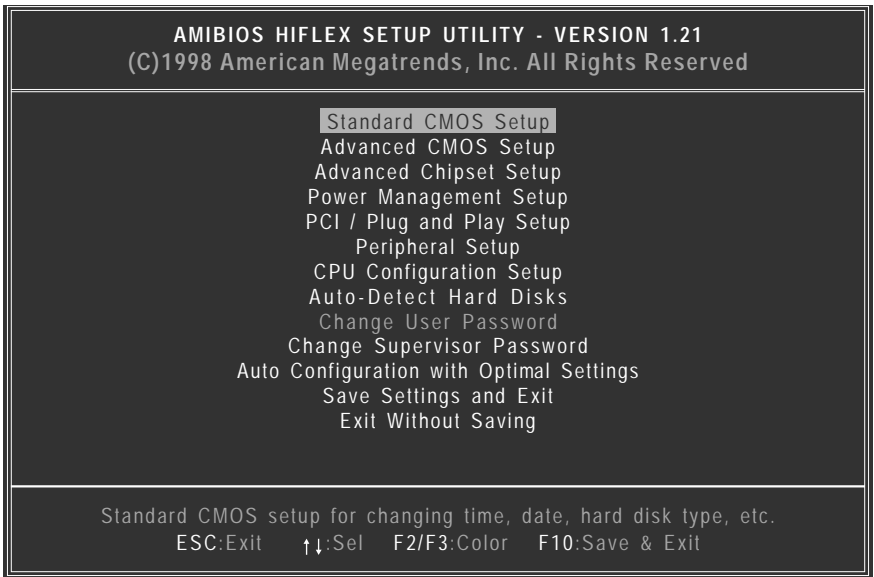 AMIBIOS HIFLEX SETUP UTILITY - VERSION 1.21
(C)1998 American Megatrends, Inc. All Rights Reserved
Standard CMOS Setup
Advanced CMOS Setup
Advanced Chipset Setup
Power Management Setup
PCI / Plug and Play Setup
Peripheral Setup
CPU Configuration Setup
Auto-Detect Hard Disks
Change User Password
Change Supervisor Password
Auto Configuration with Optimal Settings
Save Settings and Exit
Exit Without Saving
Standard CMOS setup for changing time, date, hard disk type, etc.
ESC:Exit ↑↓:Sel F2/F3:Color F10:Save & Exit